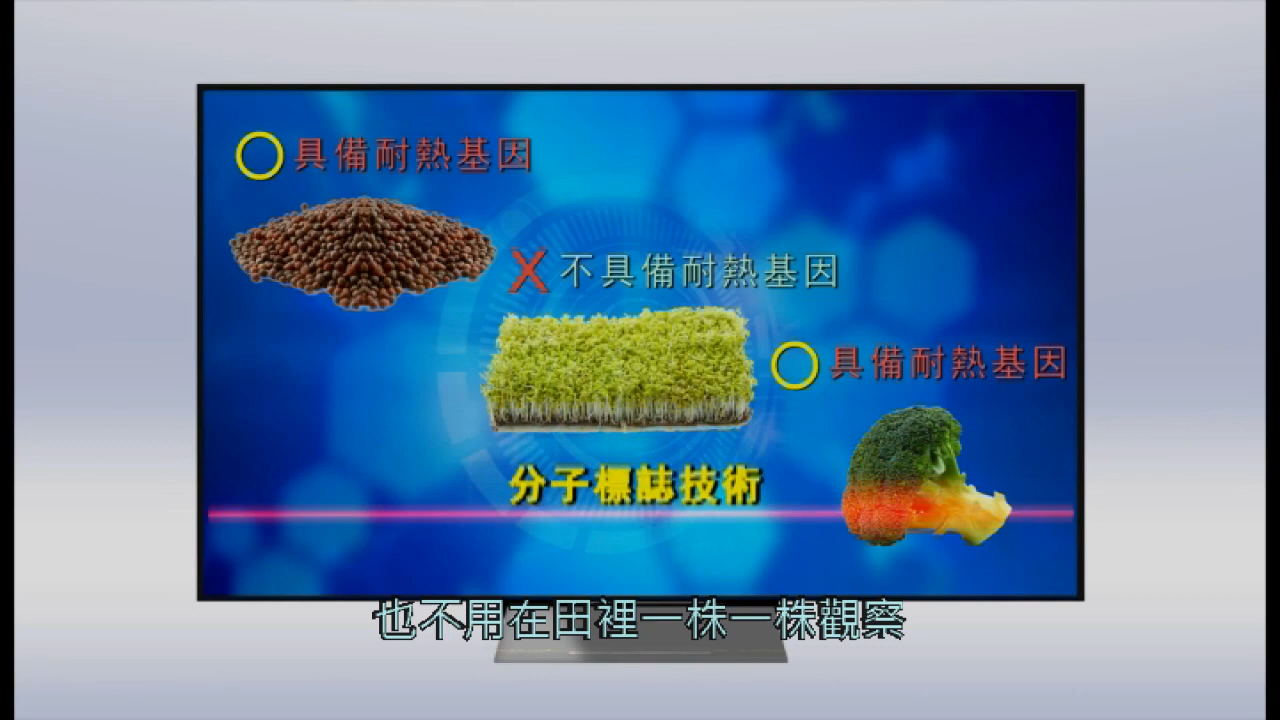 具備耐熱基因
X 不具備耐熱基因
具備耐熱基因
分子標誌技術
也不用在田裡一株一株觀察